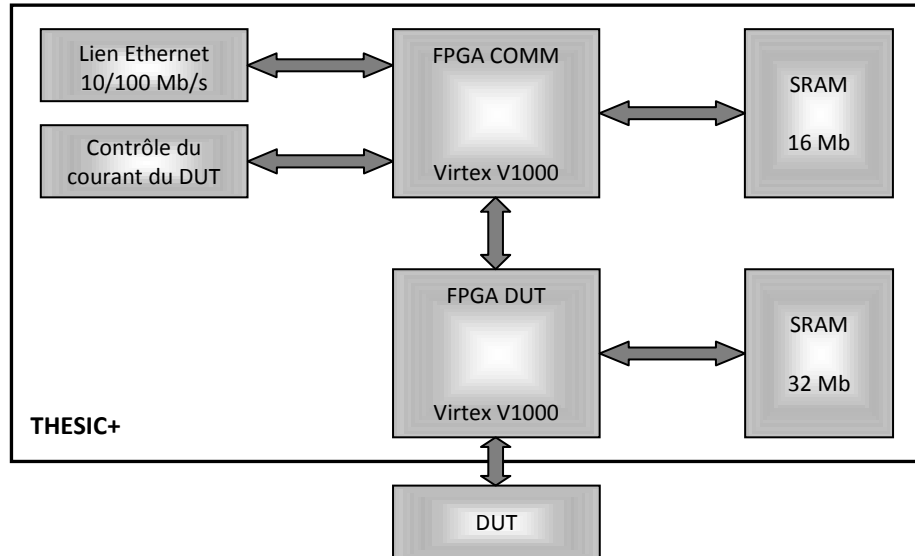 Lien Ethernet
10/100 Mb/s
FPGA COMM
Virtex V1000
SRAM
16 Mb
Contrôle du
courant du DUT
FPGA DUT
Virtex V1000
SRAM
32 Mb
THESIC+
DUT